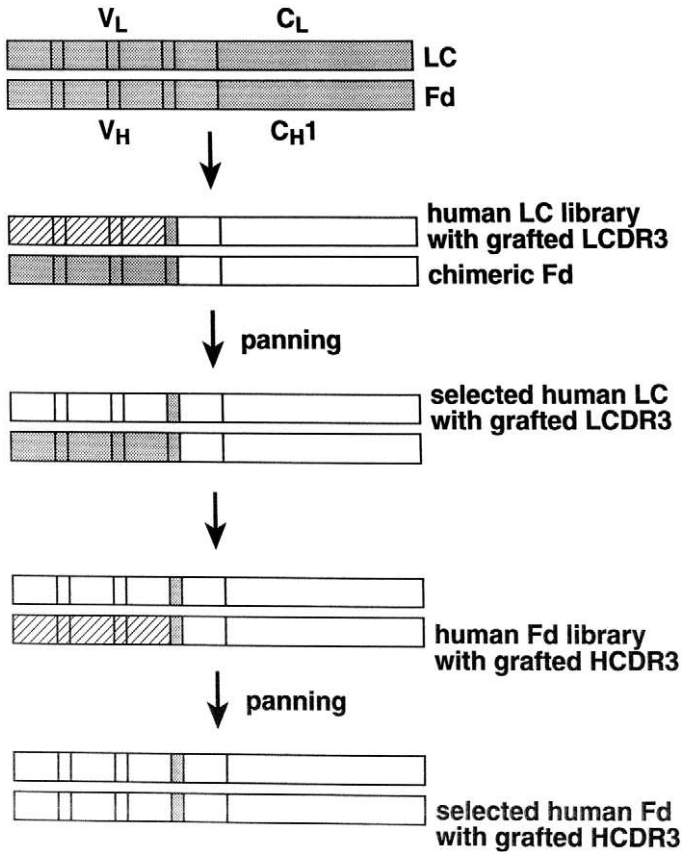 VL CL
LC
Fd
VH CH1
human LC library
with grafted LCDR3
chimeric Fd
panning
selected human LC
with grafted LCDR3
human Fd library
with grafted HCDR3
panning
selected human Fd
with grafted HCDR3